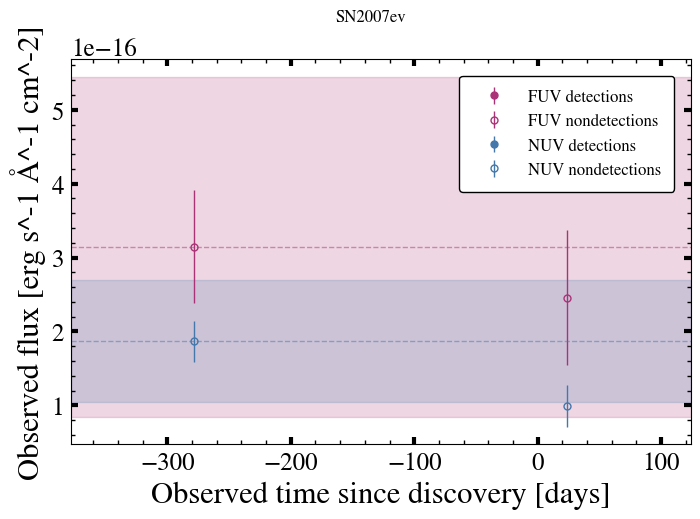 SN2007ev
1e−16
FUV detections
FUV nondetections
NUV detections
NUV nondetections
5
4
3
2
1
Observed flux [erg s^-1 Å^-1 cm^-2]
−300 −200 −100 0 100
Observed time since discovery [days]